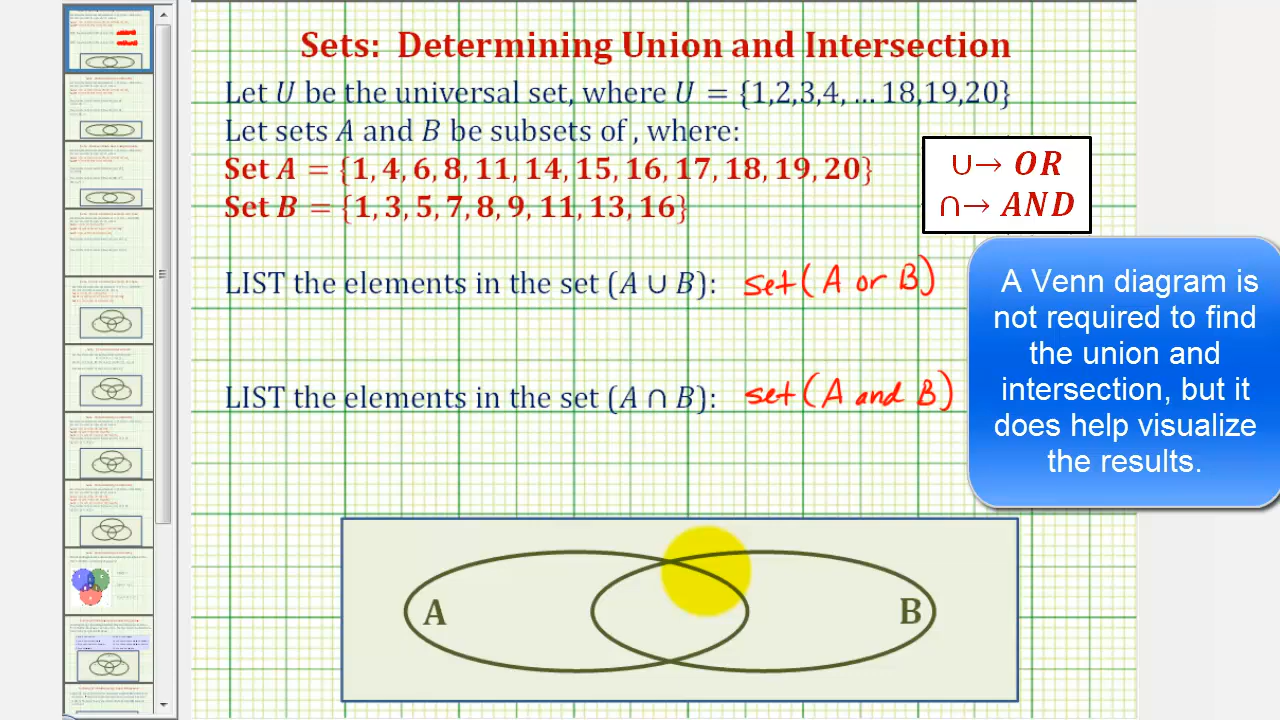 Sets: Determining Union and Intersection
Let U be the universal set, where U = {1,2,3,4, … 18,19,20}
Let sets A and B be subsets of , where:
Set A = {1, 4, 6, 8, 11, 14, 15, 16, 17, 18, 19, 20}
Set B = {1, 3, 5, 7, 8, 9, 11, 13, 16}
∪→ OR
∩→ AND
LIST the elements in the set (A ∪ B): set (A or B)
LIST the elements in the set (A ∩ B): set (A and B)
A Venn diagram is
not required to find
the union and
intersection, but it
does help visualize
the results.
A
B